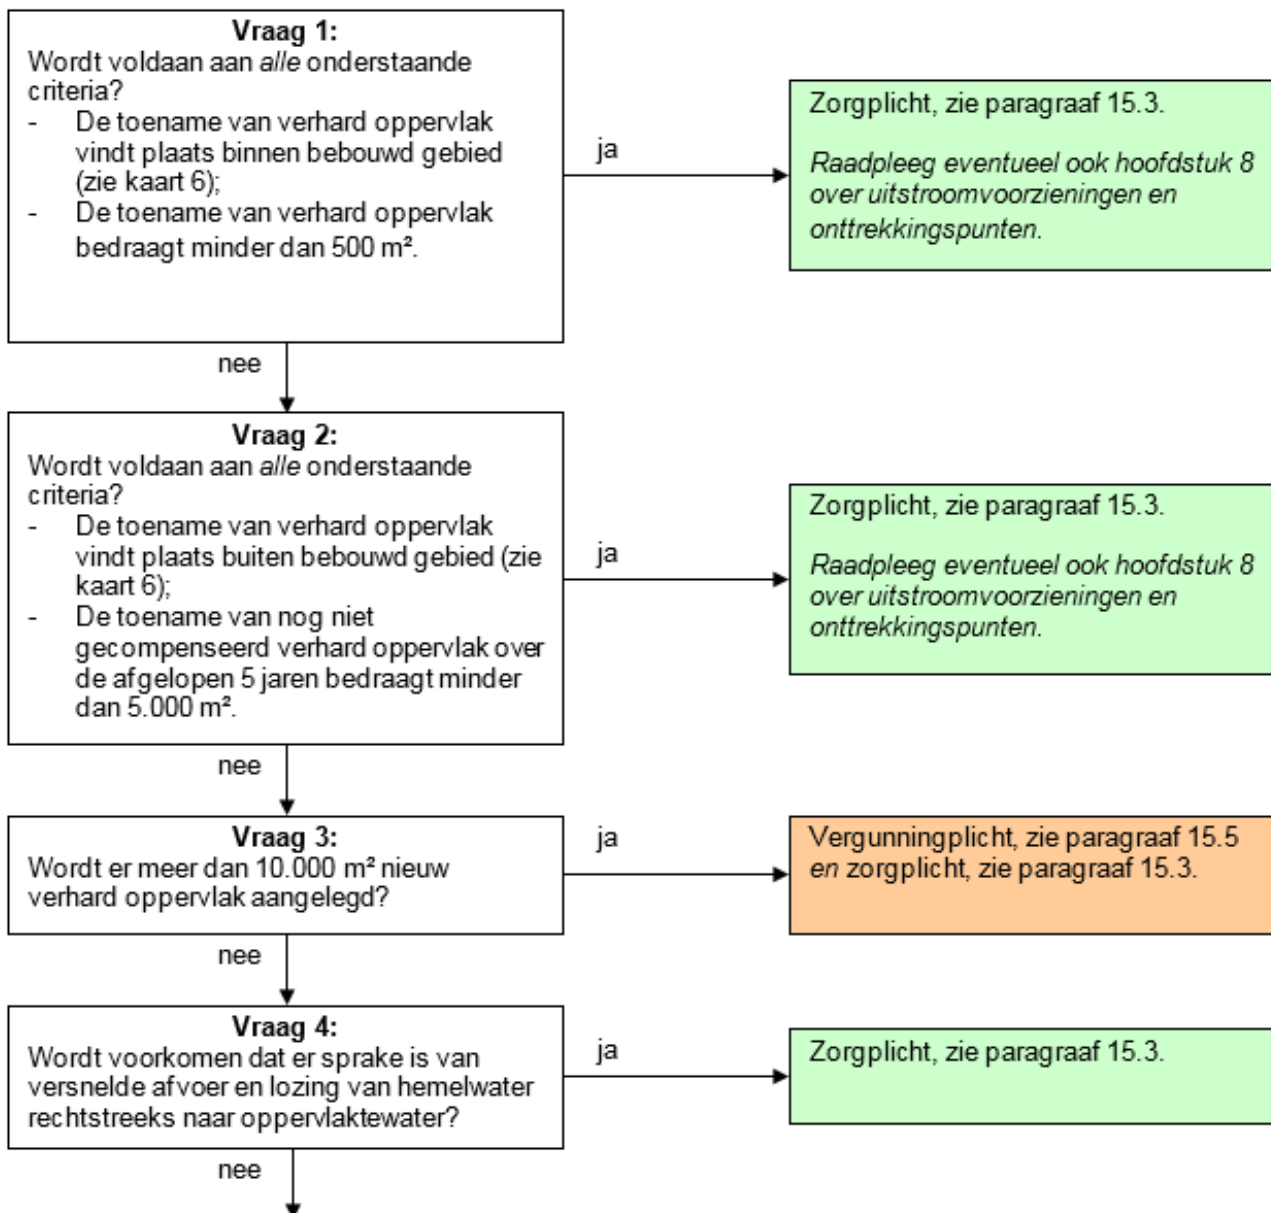 Vraag 1:
Wordt voldaan aan alle onderstaande
criteria?
- De toename van verhard oppervlak
vindt plaats binnen bebouwd gebied
(zie kaart 6);
- De toename van verhard oppervlak
bedraagt minder dan 500 m².
ja
Zorgplicht, zie paragraaf 15.3.
Raadpleeg eventueel ook hoofdstuk 8
over uitstroomvoorzieningen en
onttrekkingspunten.
nee
Vraag 2:
Wordt voldaan aan alle onderstaande
criteria?
- De toename van verhard oppervlak
vindt plaats buiten bebouwd gebied (zie
kaart 6);
- De toename van nog niet
gecompenseerd verhard oppervlak over
de afgelopen 5 jaren bedraagt minder
dan 5.000 m².
ja
Zorgplicht, zie paragraaf 15.3.
Raadpleeg eventueel ook hoofdstuk 8
over uitstroomvoorzieningen en
onttrekkingspunten.
nee
Vraag 3:
Wordt er meer dan 10.000 m² nieuw
verhard oppervlak aangelegd?
ja
Vergunningplicht, zie paragraaf 15.5
en zorgplicht, zie paragraaf 15.3.
nee
Vraag 4:
Wordt voorkomen dat er sprake is van
versnelde afvoer en lozing van hemelwater
rechtstreeks naar oppervlaktewater?
ja
Zorgplicht, zie paragraaf 15.3.
nee